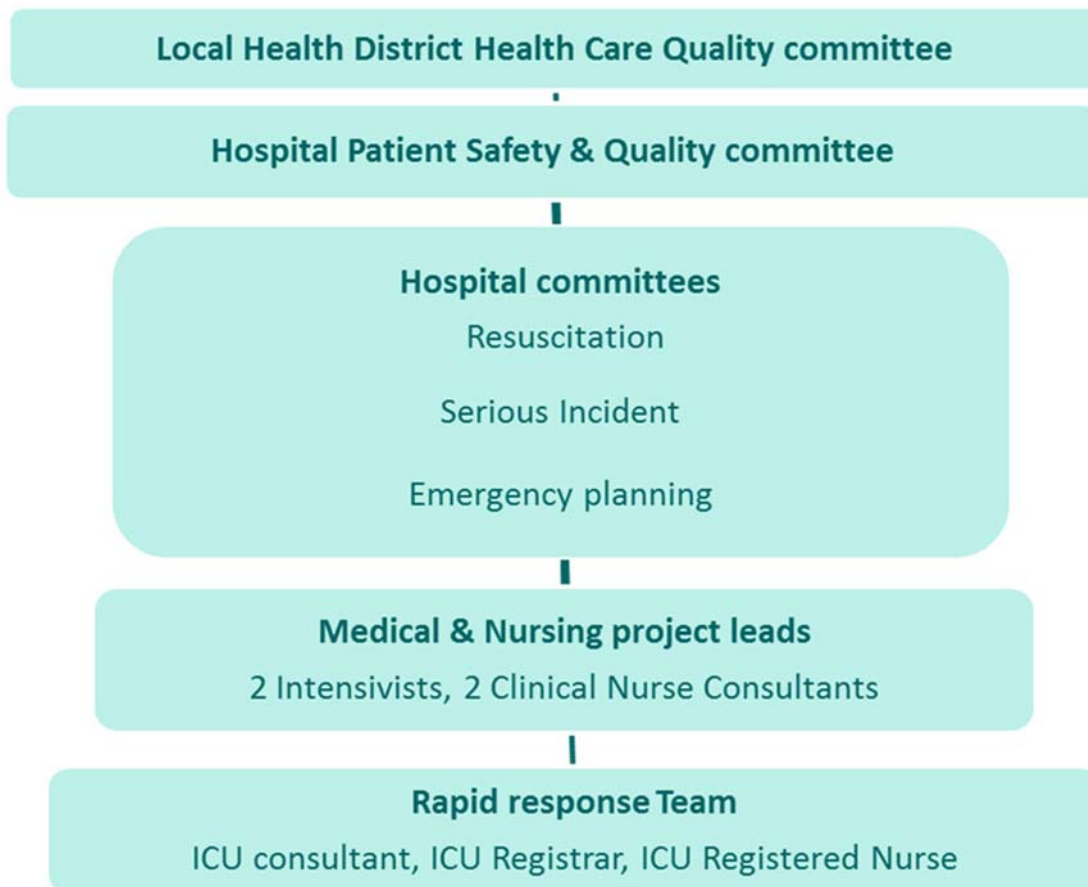 Local Health District Health Care Quality committee
Hospital Patient Safety & Quality committee
Hospital committees
Resuscitation
Serious Incident
Emergency planning
Medical & Nursing project leads
2 Intensivists, 2 Clinical Nurse Consultants
Rapid response Team
ICU consultant, ICU Registrar, ICU Registered Nurse